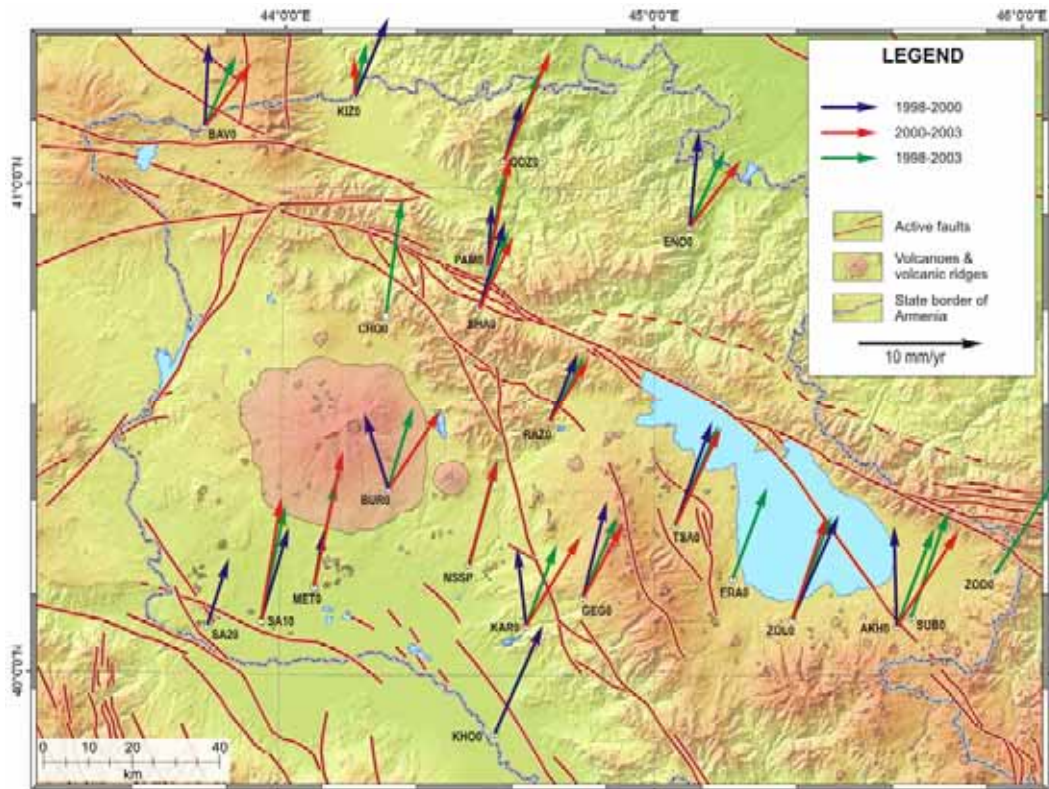 44°0'0"E 45°0'0"E 46°0'0"E
LEGEND
1998-2000
2000-2003
1998-2003
Active faults
Volcanoes &
volcanic ridges
State border of
Armenia
10 mm/yr
KIZ0
BAV0
41°0'0"N
ENO0
PAM0
SHA0
RAZ0
BUR0
TSA0
NSSP
ERA0
ZOD0
MET0
GEG0
SA10
SA20
KAR0
ZOL0
AKH0
SUB0
40°0'0"N
KHO0
0 10 20 40
km